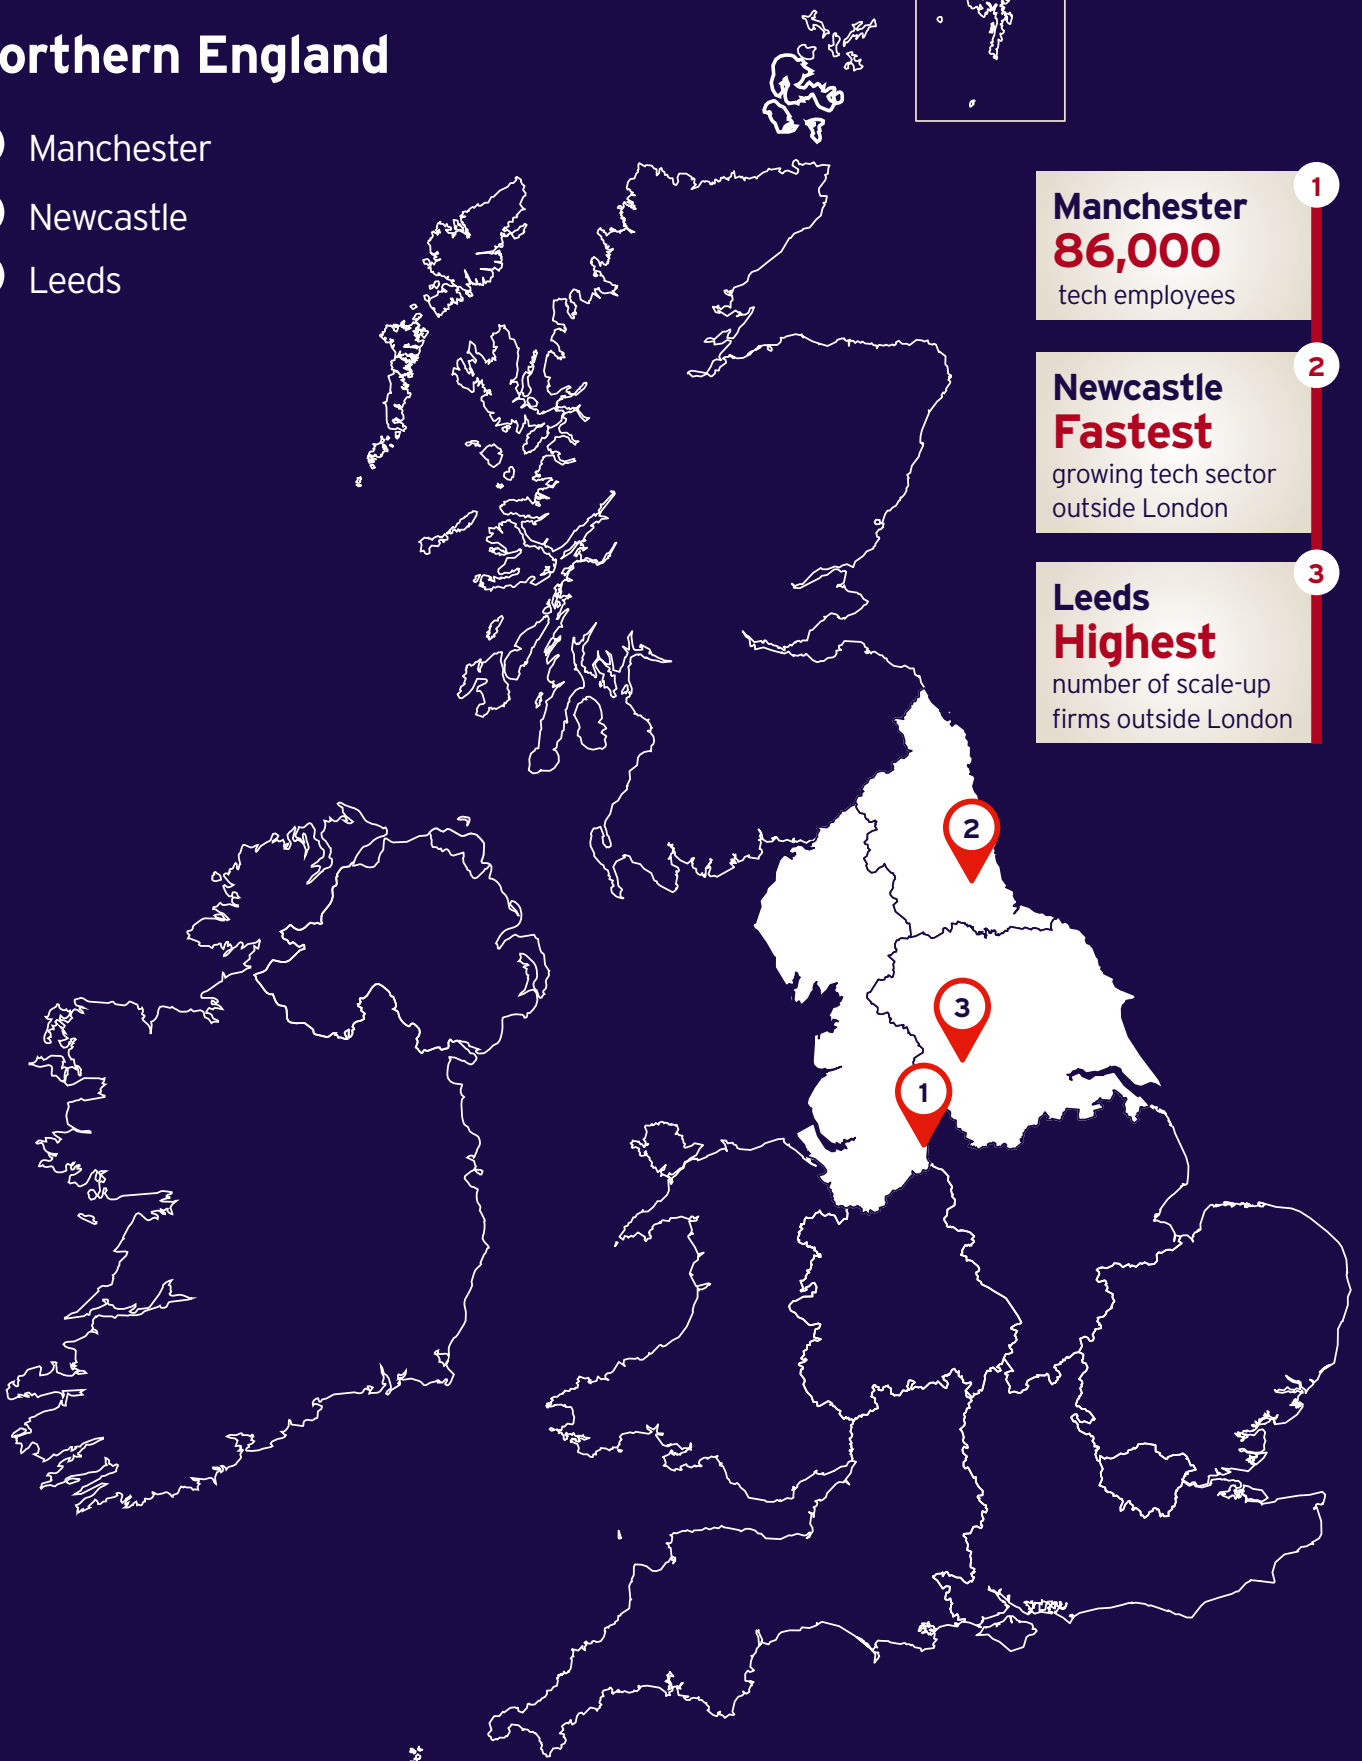 orthern England
Manchester
Newcastle
Leeds
1
Manchester
86,000
tech employees
2
Newcastle
Fastest
growing tech sector
outside London
3
Leeds
Highest
number of scale-up
firms outside London
2
3
1